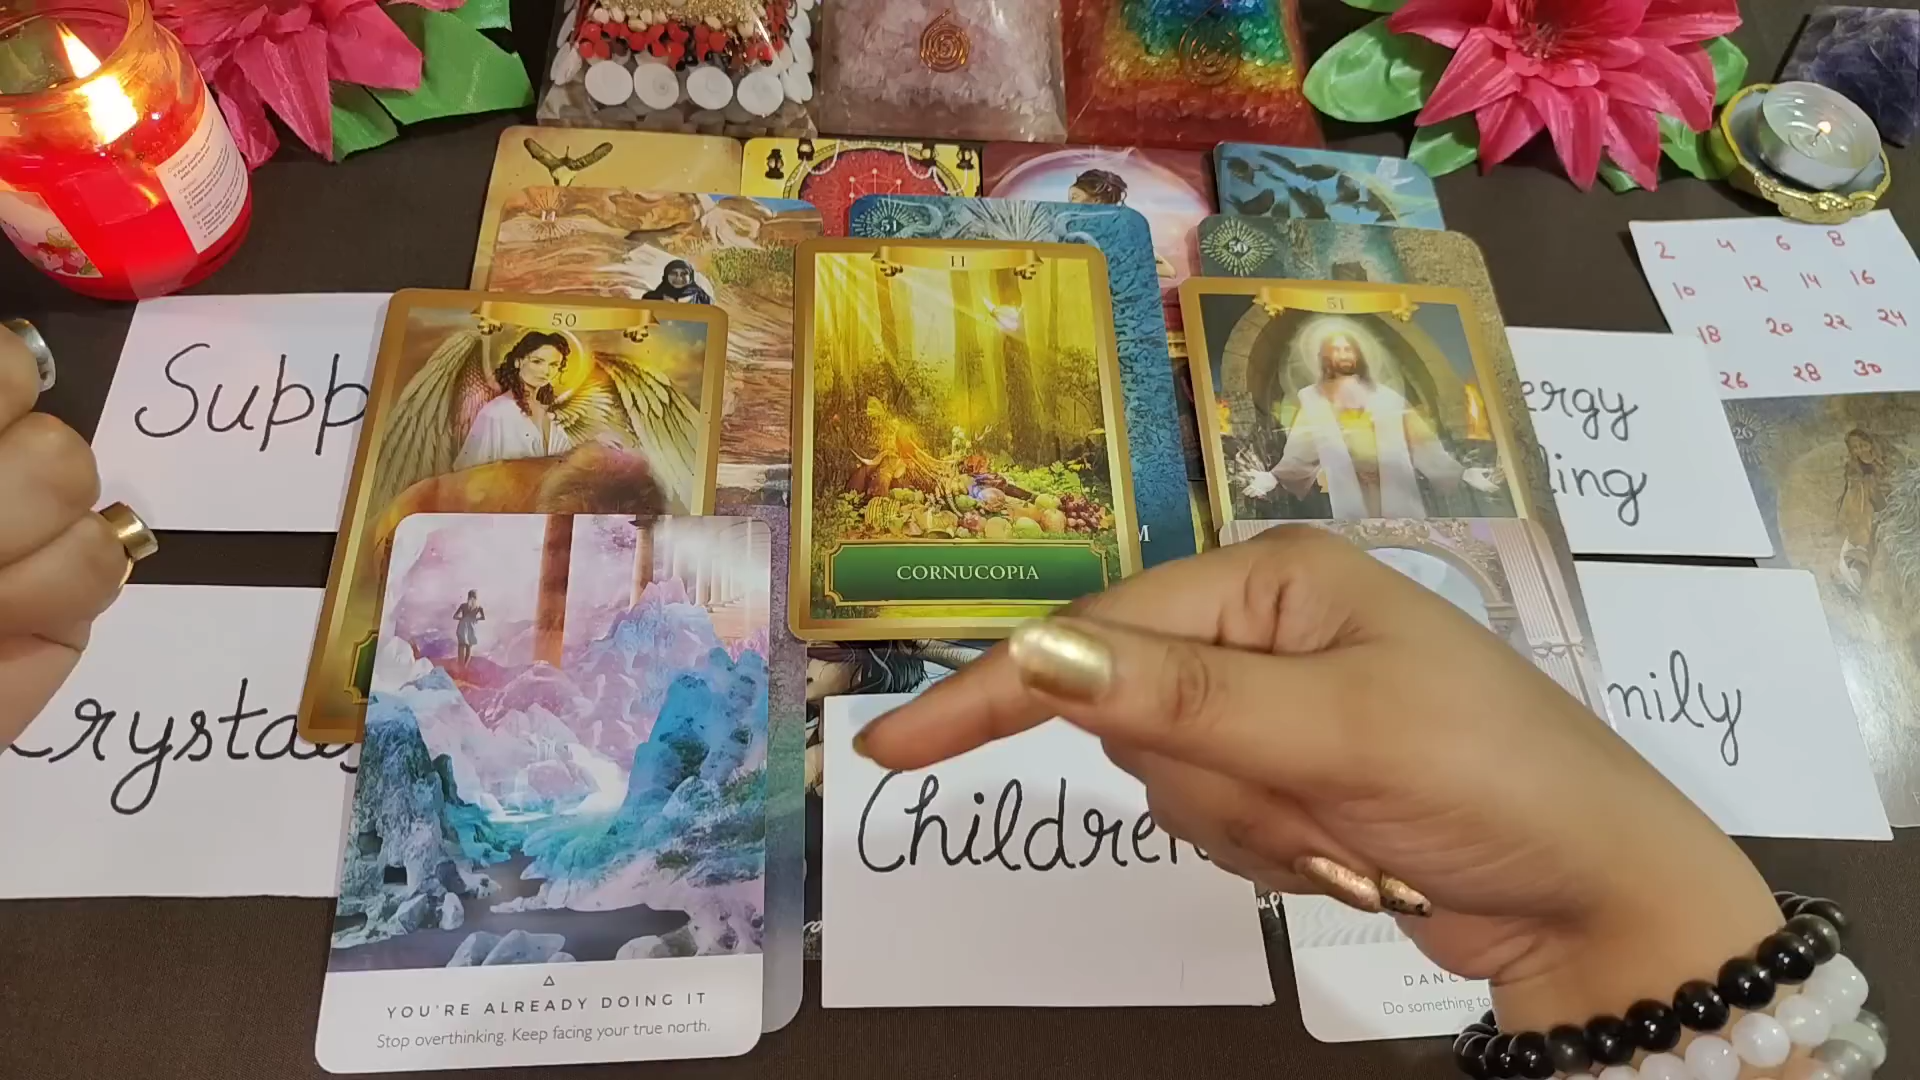 2 4 6 8
10 12 14 16
18 20 22 24
26 28 30
51
50
11
50
51
26
Supp
ergy
ling
CORNUCOPIA
M
Crystals
Children
mily
YOU'RE ALREADY DOING IT
Stop overthinking. Keep facing your true north.
DANC
Do something to